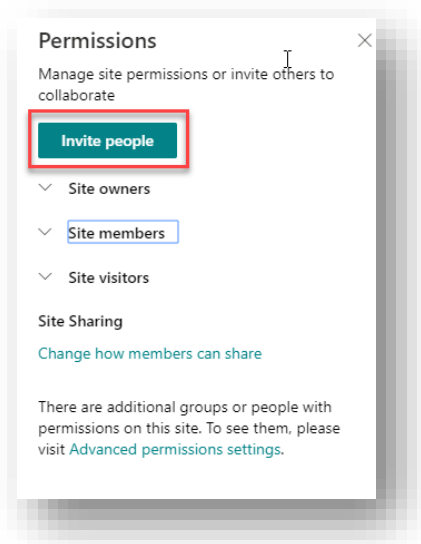 Permissions
Manage site permissions or invite others to
collaborate
Invite people
Site owners
Site members
Site visitors
Site Sharing
Change how members can share
There are additional groups or people with
permissions on this site. To see them, please
visit Advanced permissions settings.